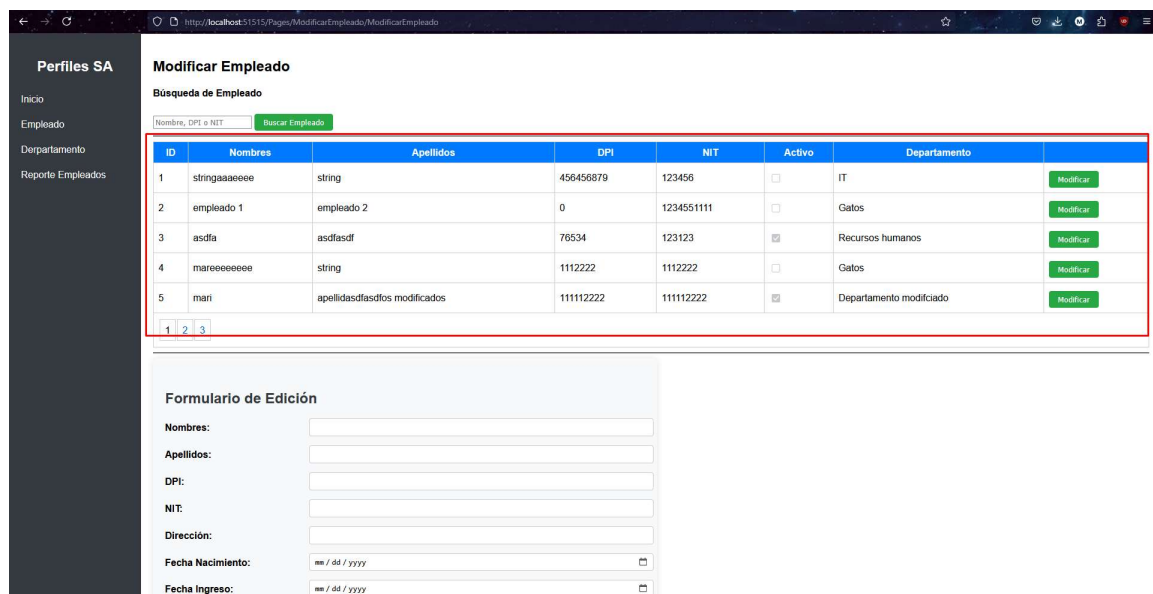 http://localhost:51515/Pages/ModificarEmpleado/ModificarEmpleado
Perfiles SA
Inicio
Empleado
Derpartamento
Reporte Empleados
Modificar Empleado
Búsqueda de Empleado
Nombre, DPI o NIT Buscar Empleado
ID Nombres Apellidos DPI NIT Activo Departamento
1 stringaaaeeee string 456456879 123456 IT Modificar
2 empleado 1 empleado 2 0 1234551111 Gatos Modificar
3 asdfa asdfasdf 76534 123123 Recursos humanos Modificar
4 mareeeeeeee string 1112222 1112222 Gatos Modificar
5 mari apellidasdfasdfos modificados 111112222 111112222 Departamento modifciado Modificar
1 2 3
Formulario de Edición
Nombres:
Apellidos:
DPI:
NIT:
Dirección:
Fecha Nacimiento: mm / dd / yyyy
Fecha Ingreso: mm / dd / yyyy